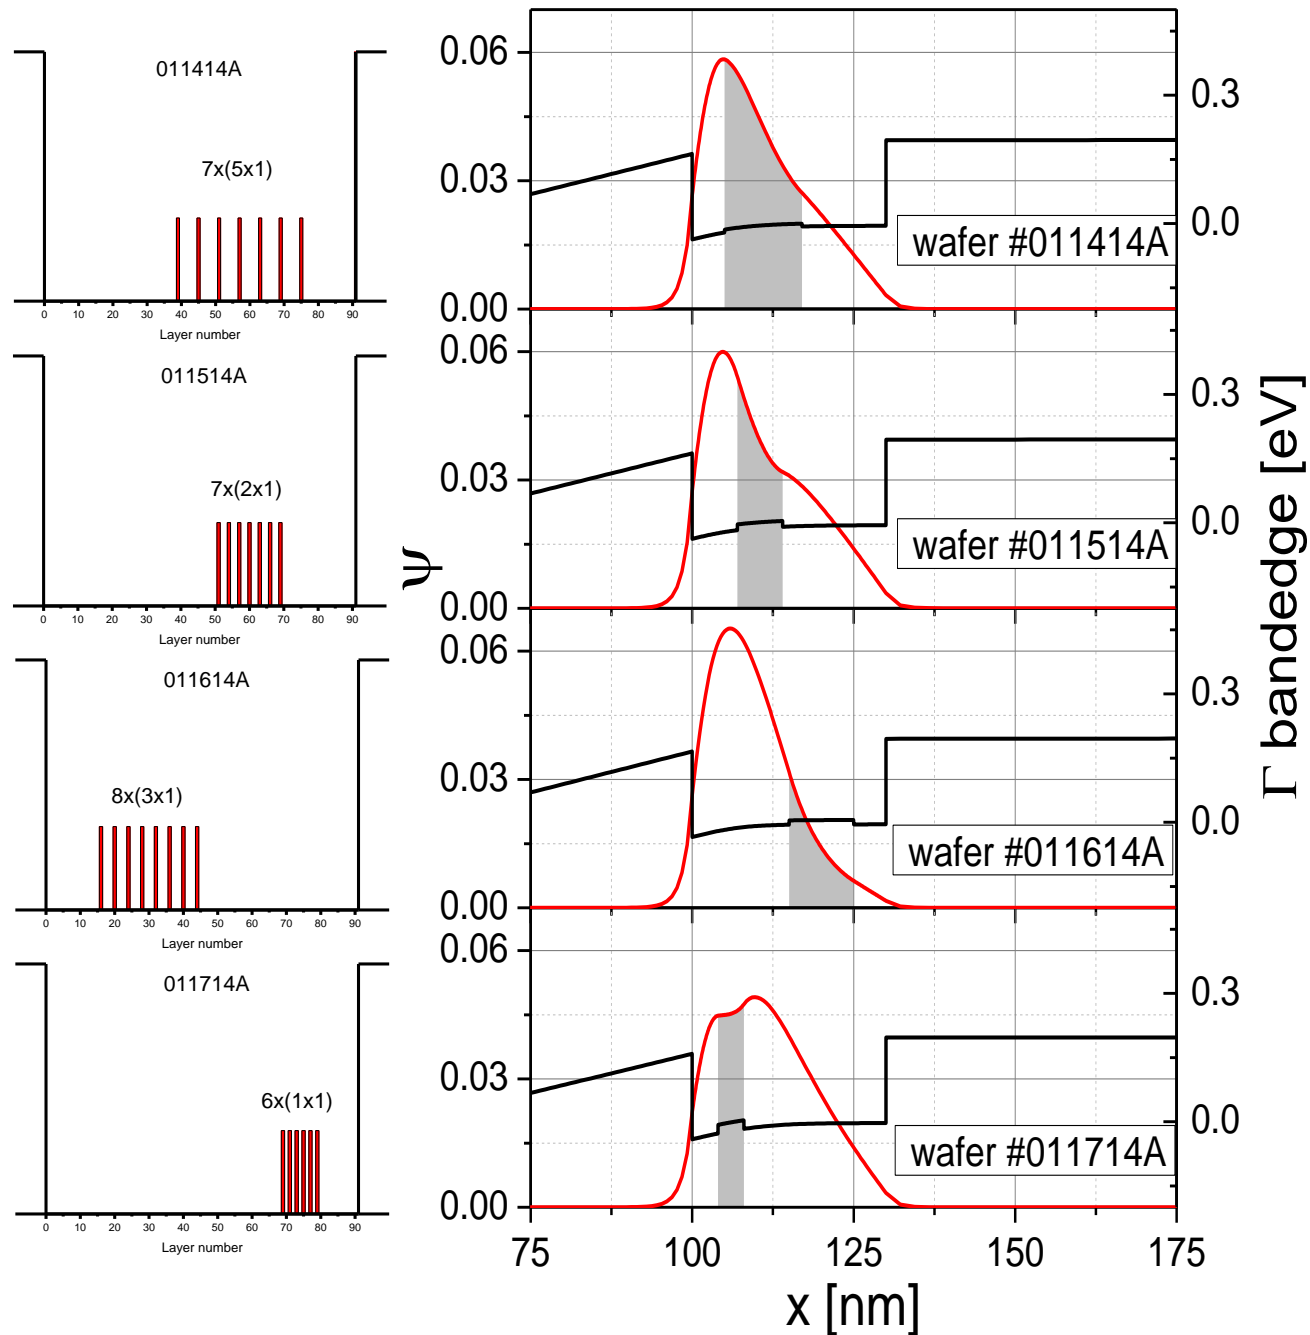 011414A
7x(5x1)
0 10 20 30 40 50 60 70 80 90
Layer number
011514A
7x(2x1)
0 10 20 30 40 50 60 70 80 90
Layer number
011614A
8x(3x1)
0 10 20 30 40 50 60 70 80 90
Layer number
011714A
6x(1x1)
0 10 20 30 40 50 60 70 80 90
Layer number
ψ
0.06
0.03
0.00
0.3
0.0
wafer #011414A
0.06
0.03
0.00
0.3
0.0
wafer #011514A
0.06
0.03
0.00
0.3
0.0
wafer #011614A
0.06
0.03
0.00
0.3
0.0
wafer #011714A
75 100 125 150 175
x [nm]
Γ bandedge [eV]